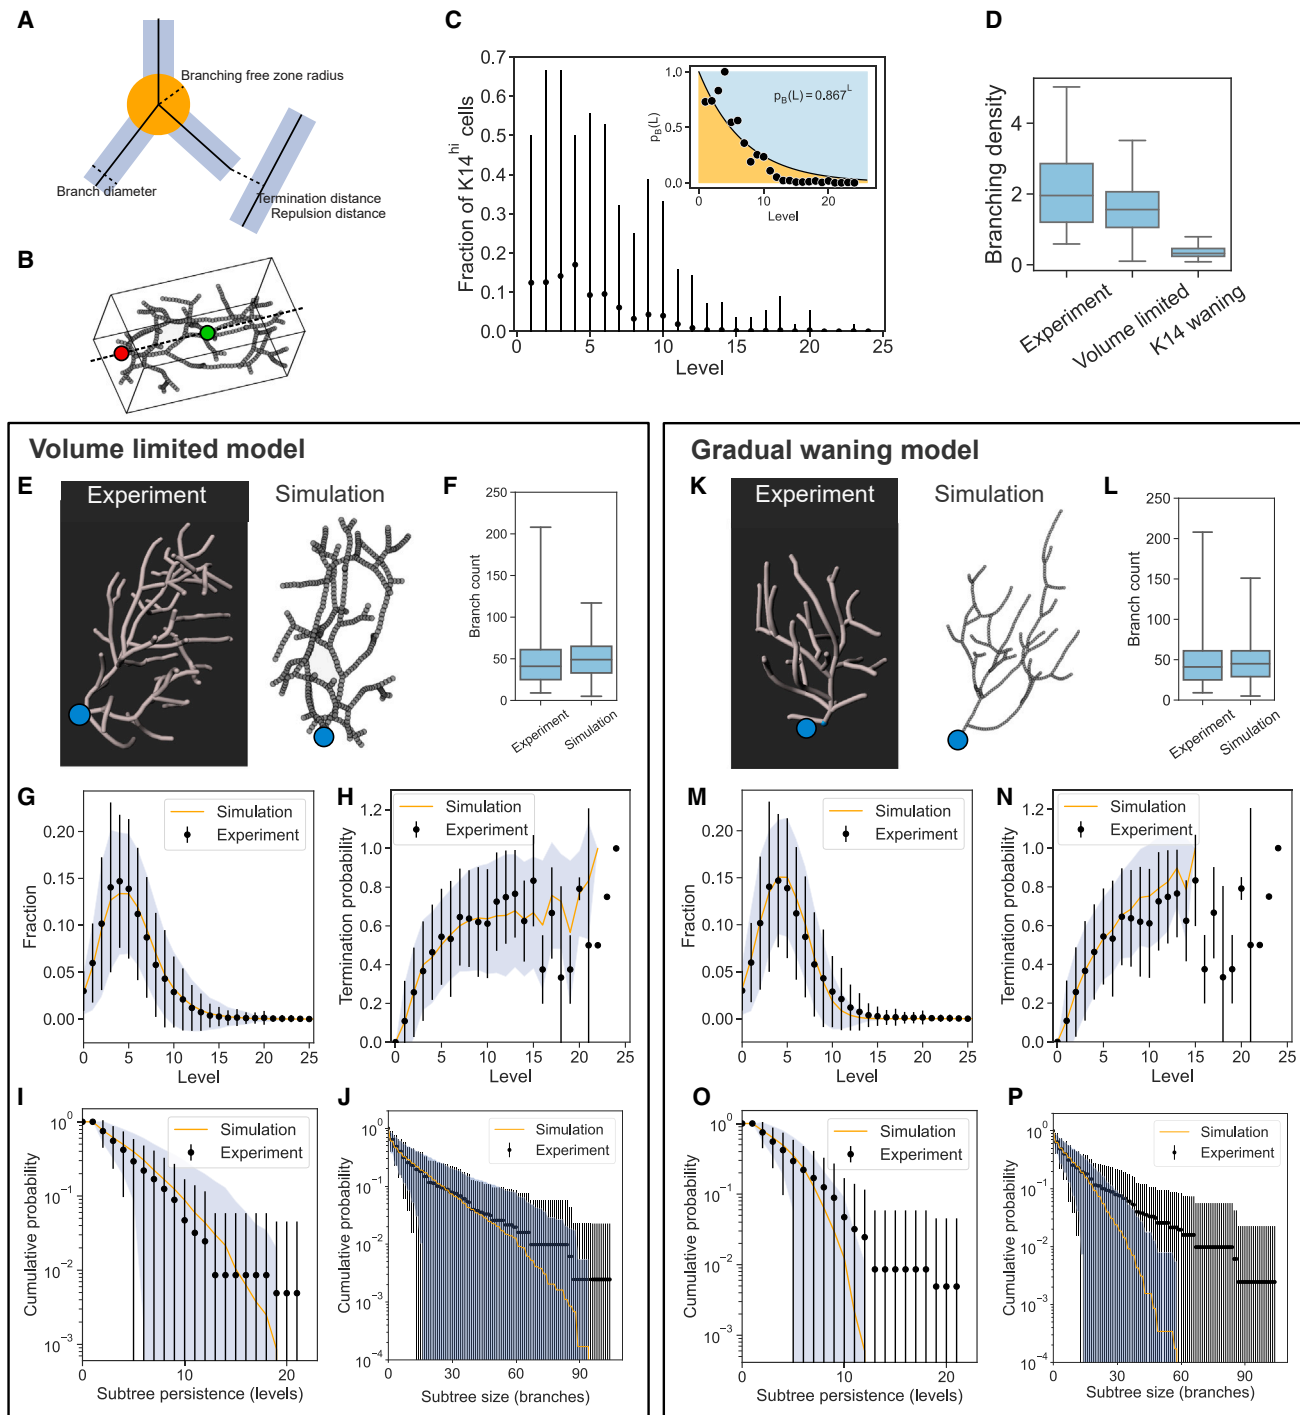 A
Branching free zone radius
Branch diameter
Termination distance
Repulsion distance
B
C
Fraction of K14^hi cells
0.7
0.6
0.5
0.4
0.3
0.2
0.1
0.0
0 5 10 15 20 25
Level
p_B(L) = 0.867^L
p_B(L)
1.0
0.5
0.0
0 10 20
Level
D
Branching density
4
2
0
Experiment
Volume limited
K14 waning
Volume limited model
E
Experiment
Simulation
F
Branch count
250
200
150
100
50
0
Experiment
Simulation
G
Simulation
Experiment
Fraction
0.20
0.15
0.10
0.05
0.00
0 5 10 15 20 25
Level
H
Simulation
Experiment
Termination probability
1.2
1.0
0.8
0.6
0.4
0.2
0.0
0 5 10 15 20 25
Level
I
Simulation
Experiment
Cumulative probability
10^0
10^−1
10^−2
10^−3
0 10 20
Subtree persistence (levels)
J
Simulation
Experiment
Cumulative probability
10^0
10^−1
10^−2
10^−3
10^−4
0 30 60 90
Subtree size (branches)
Gradual waning model
K
Experiment
Simulation
L
Branch count
250
200
150
100
50
0
Experiment
Simulation
M
Simulation
Experiment
Fraction
0.20
0.15
0.10
0.05
0.00
0 5 10 15 20 25
Level
N
Simulation
Experiment
Termination probability
1.2
1.0
0.8
0.6
0.4
0.2
0.0
0 5 10 15 20 25
Level
O
Simulation
Experiment
Cumulative probability
10^0
10^−1
10^−2
10^−3
0 10 20
Subtree persistence (levels)
P
Simulation
Experiment
Cumulative probability
10^0
10^−1
10^−2
10^−3
10^−4
0 30 60 90
Subtree size (branches)